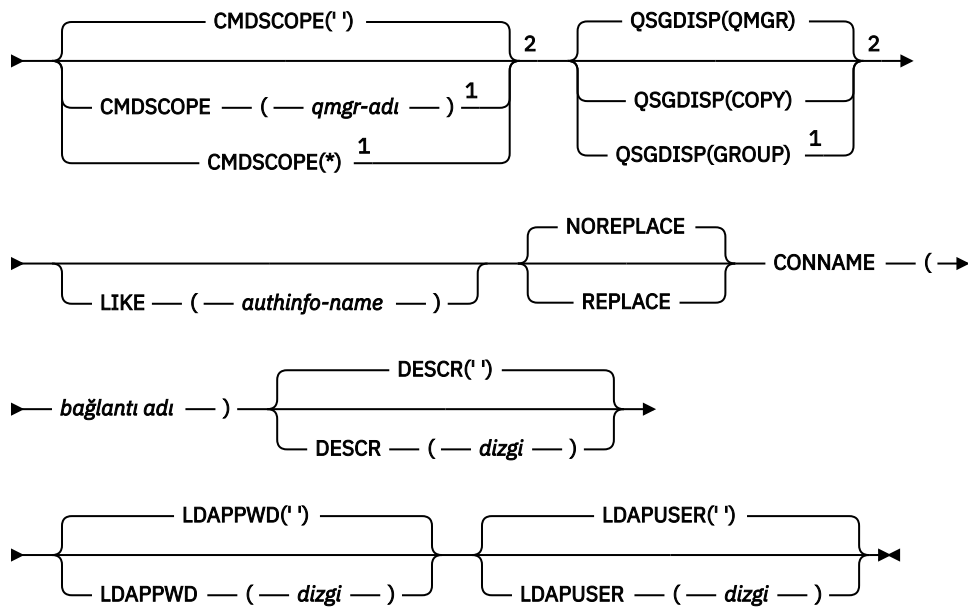 CMDSCOPE(' ') 2 QSGDISP(QMGR) 2
CMDSCOPE ( qmgr-adı ) 1 QSGDISP(COPY)
CMDSCOPE(*) 1 QSGDISP(GROUP) 1
NOREPLACE
CONNAME (
LIKE ( authinfo-name ) REPLACE
DESCR(' ')
bağlantı adı )
DESCR ( dizgi )
LDAPPWD(' ') LDAPUSER(' ')
LDAPPWD ( dizgi ) LDAPUSER ( dizgi )